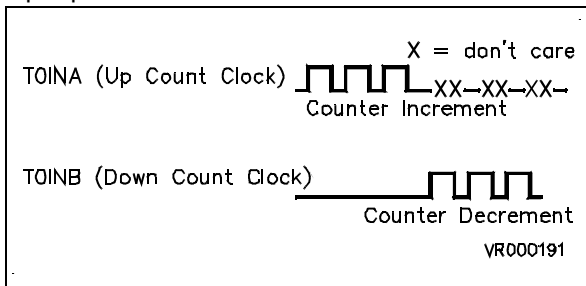 X = don't care
TOINA (Up Count Clock)
XX XX XX
Counter Increment
TOINB (Down Count Clock)
Counter Decrement
VR000191